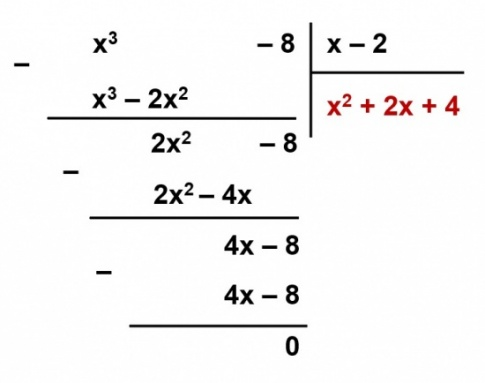 x³ – 8 x – 2
–
x³ – 2x² x² + 2x + 4
2x² – 8
–
2x² – 4x
4x – 8
–
4x – 8
0